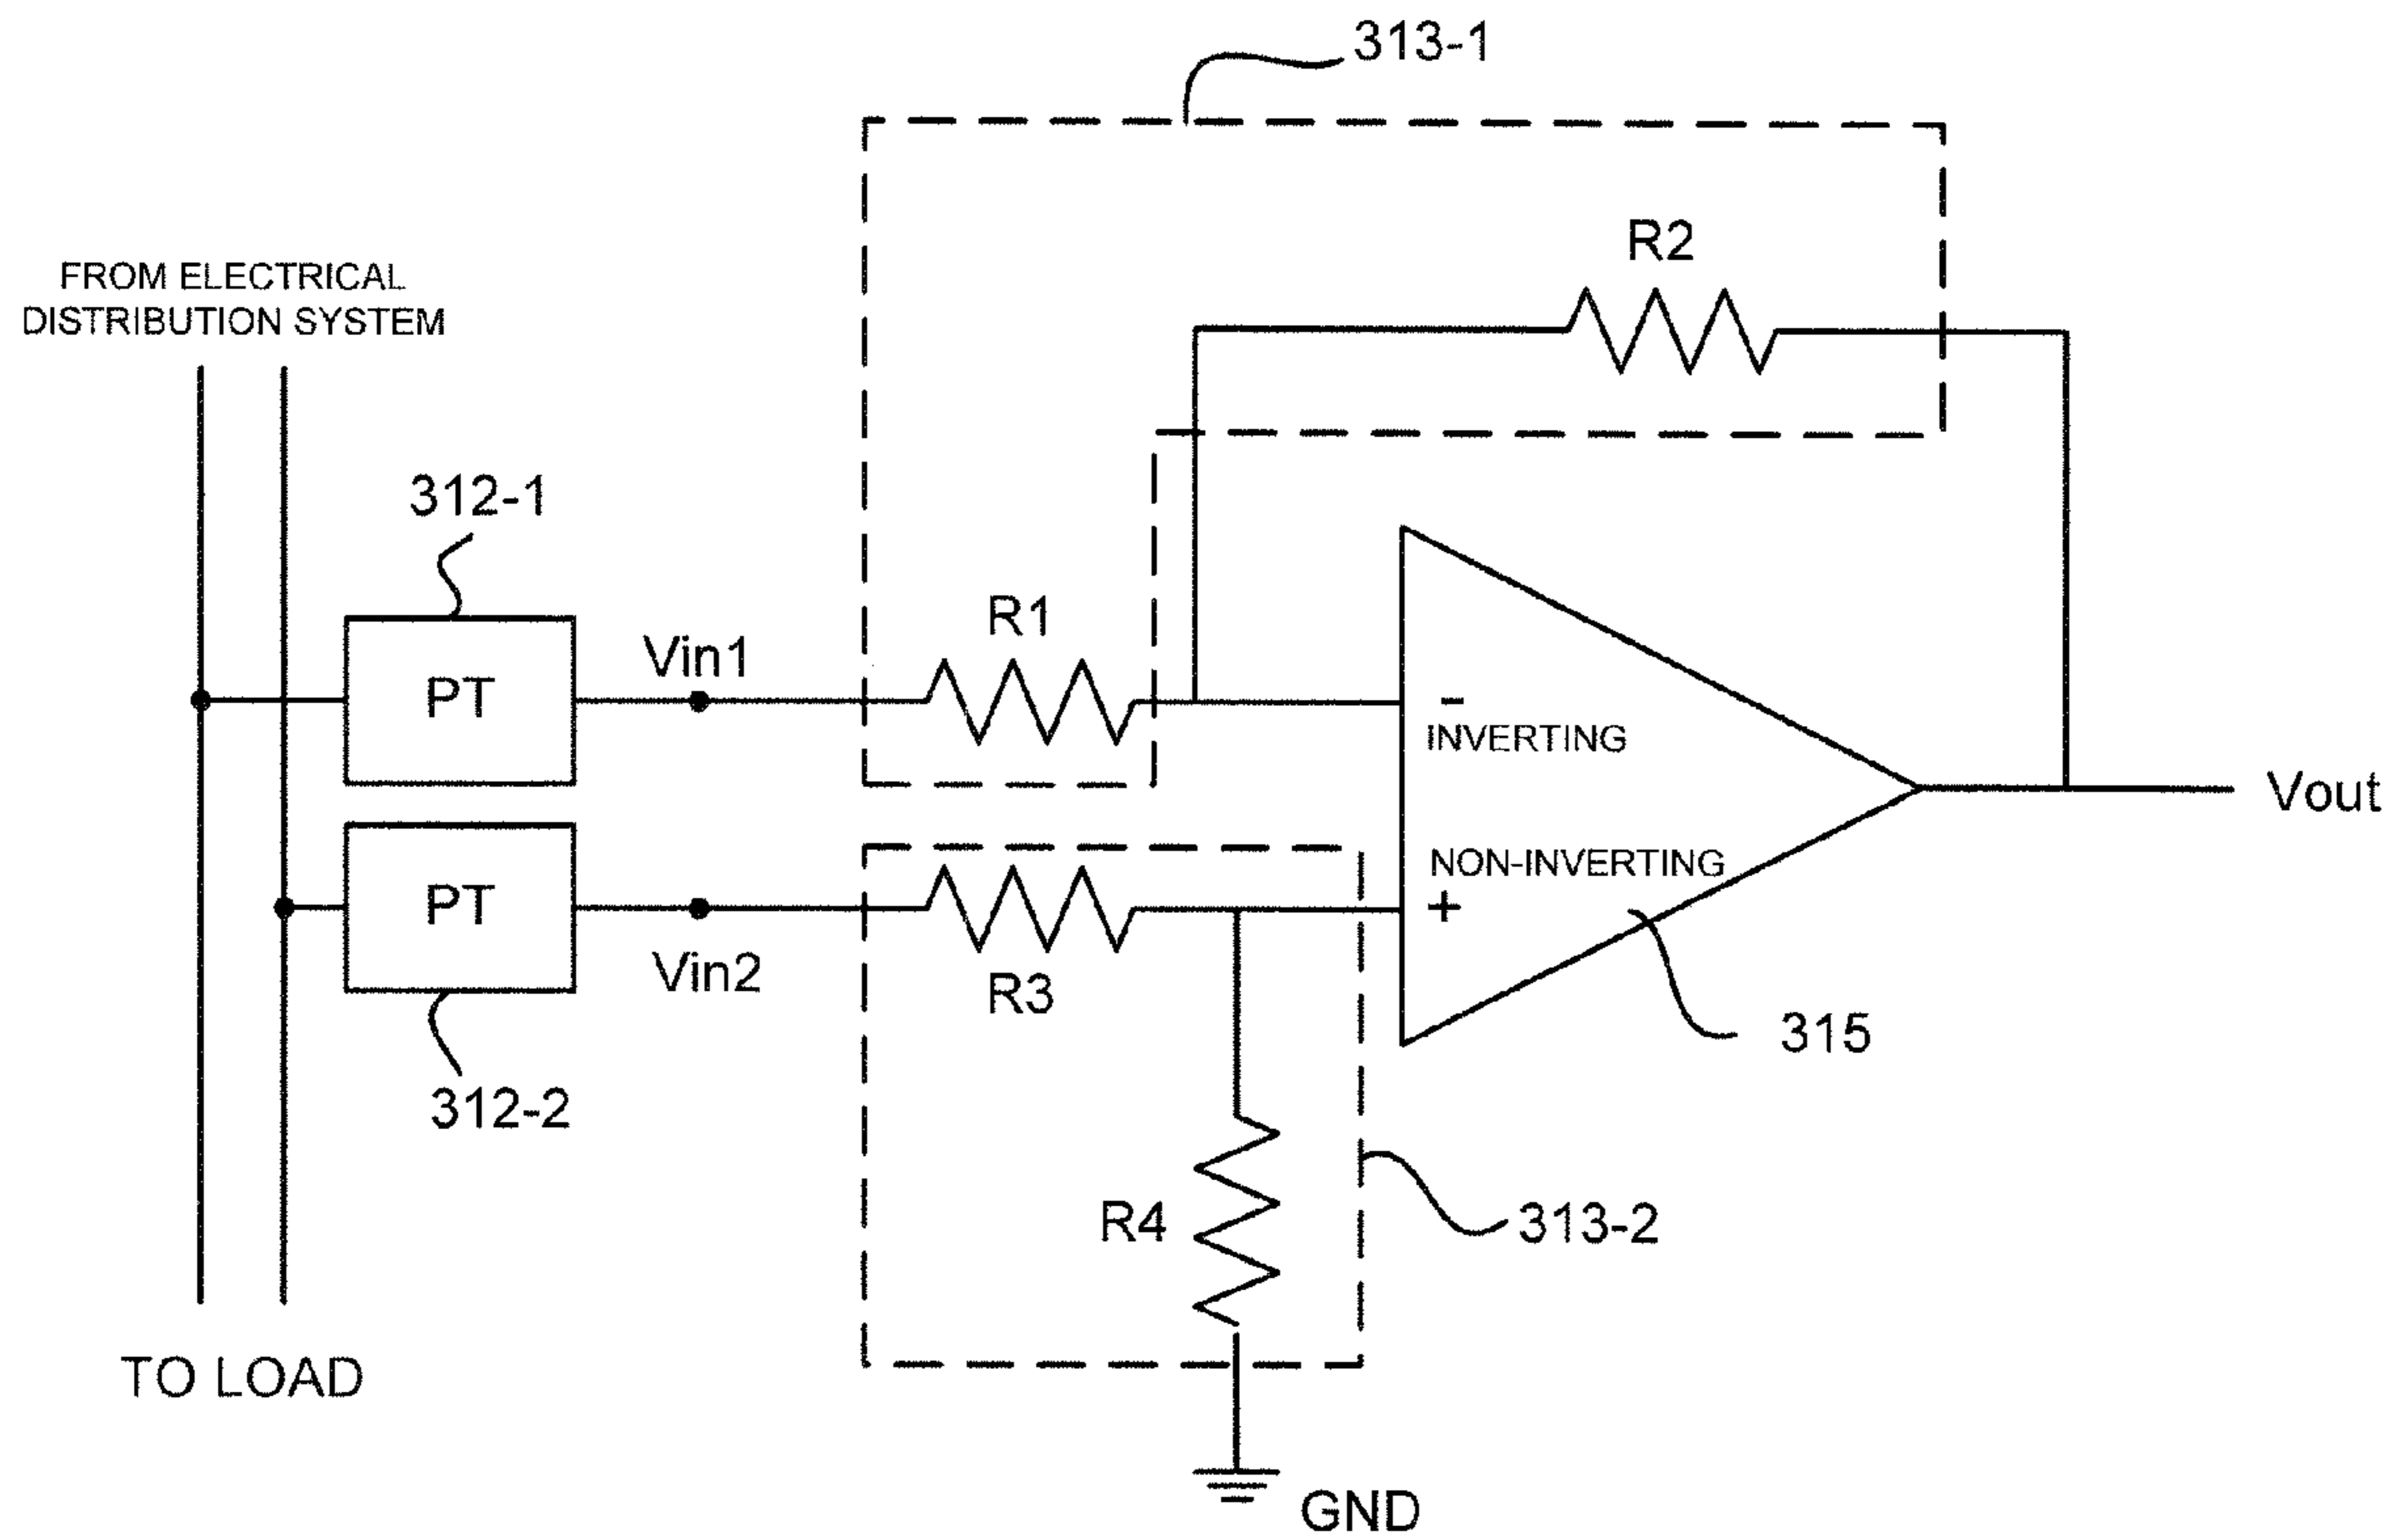 313-1
R2
FROM ELECTRICAL
DISTRIBUTION SYSTEM
312-1
R1
Vin1
PT
-
INVERTING
Vout
NON-INVERTING
PT
+
Vin2
R3
315
312-2
R4
313-2
TO LOAD
GND